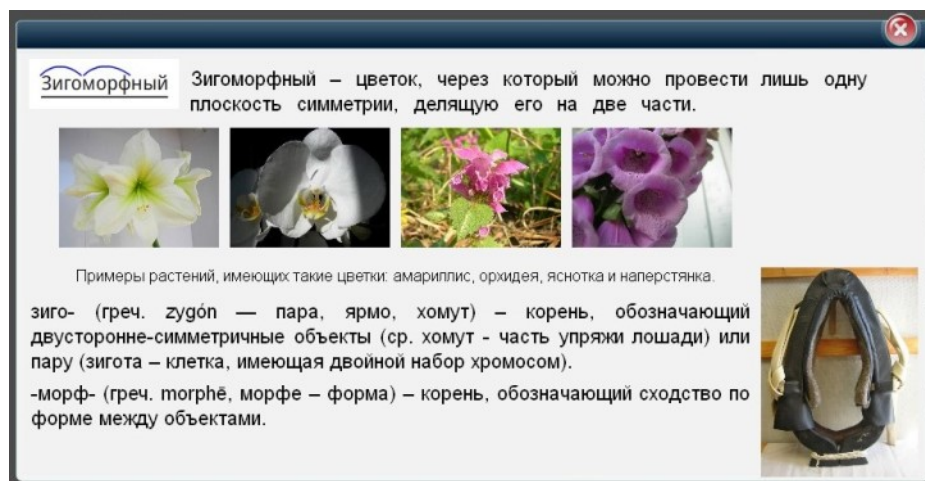 Зигоморфный
Зигоморфный – цветок, через который можно провести лишь одну
плоскость симметрии, делящую его на две части.
Примеры растений, имеющих такие цветки: амариллис, орхидея, яснотка и наперстянка.
зиго- (греч. zygón — пара, ярмо, хомут) – корень, обозначающий
двусторонне-симметричные объекты (ср. хомут - часть упряжи лошади) или
пару (зигота – клетка, имеющая двойной набор хромосом).
-морф- (греч. morphē, морфе – форма) – корень, обозначающий сходство по
форме между объектами.